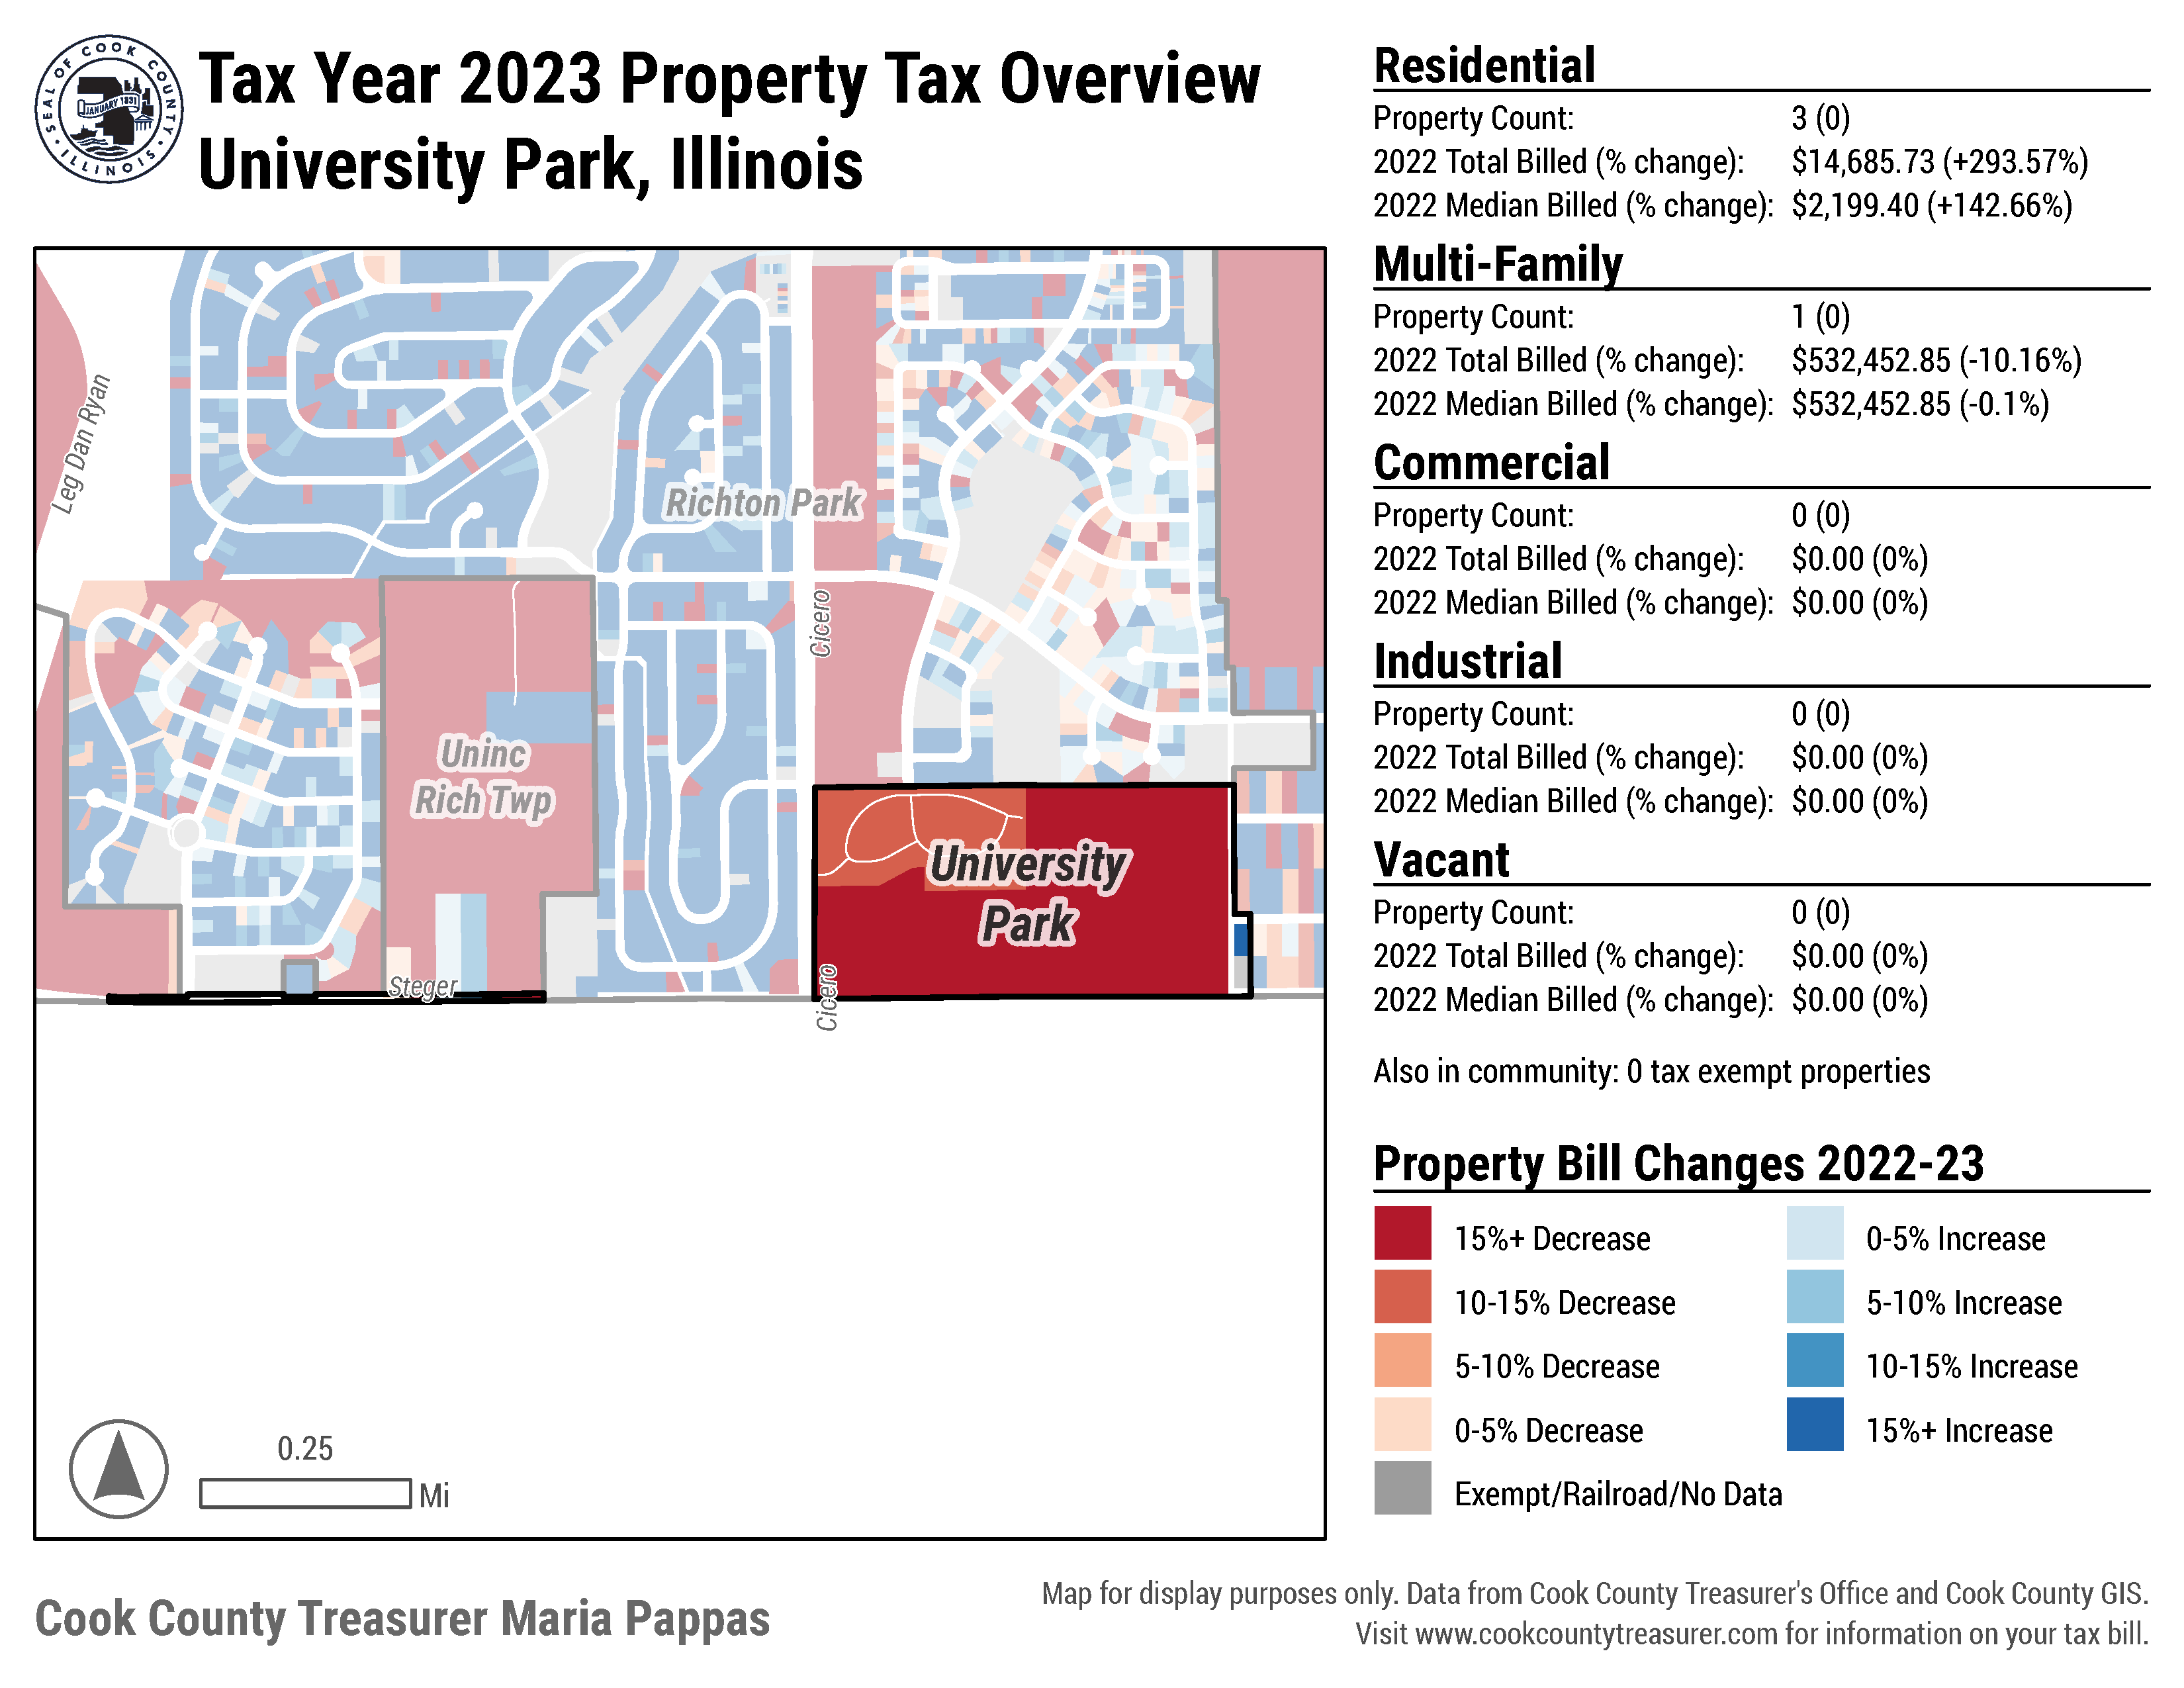 SEAL OF COOK COUNTY
ILLINOIS
JANUARY 1831
Tax Year 2023 Property Tax Overview
University Park, Illinois
Residential
Property Count: 3 (0)
2022 Total Billed (% change): $14,685.73 (+293.57%)
2022 Median Billed (% change): $2,199.40 (+142.66%)
Multi-Family
Property Count: 1 (0)
2022 Total Billed (% change): $532,452.85 (-10.16%)
2022 Median Billed (% change): $532,452.85 (-0.1%)
Commercial
Property Count: 0 (0)
2022 Total Billed (% change): $0.00 (0%)
2022 Median Billed (% change): $0.00 (0%)
Industrial
Property Count: 0 (0)
2022 Total Billed (% change): $0.00 (0%)
2022 Median Billed (% change): $0.00 (0%)
Vacant
Property Count: 0 (0)
2022 Total Billed (% change): $0.00 (0%)
2022 Median Billed (% change): $0.00 (0%)
Also in community: 0 tax exempt properties
Property Bill Changes 2022-23
15%+ Decrease
10-15% Decrease
5-10% Decrease
0-5% Decrease
Exempt/Railroad/No Data
0-5% Increase
5-10% Increase
10-15% Increase
15%+ Increase
Leg Dan Ryan
Richton Park
Cicero
Uninc
Rich Twp
University
Park
Steger
Cicero
0.25
Mi
Cook County Treasurer Maria Pappas
Map for display purposes only. Data from Cook County Treasurer's Office and Cook County GIS.
Visit www.cookcountytreasurer.com for information on your tax bill.